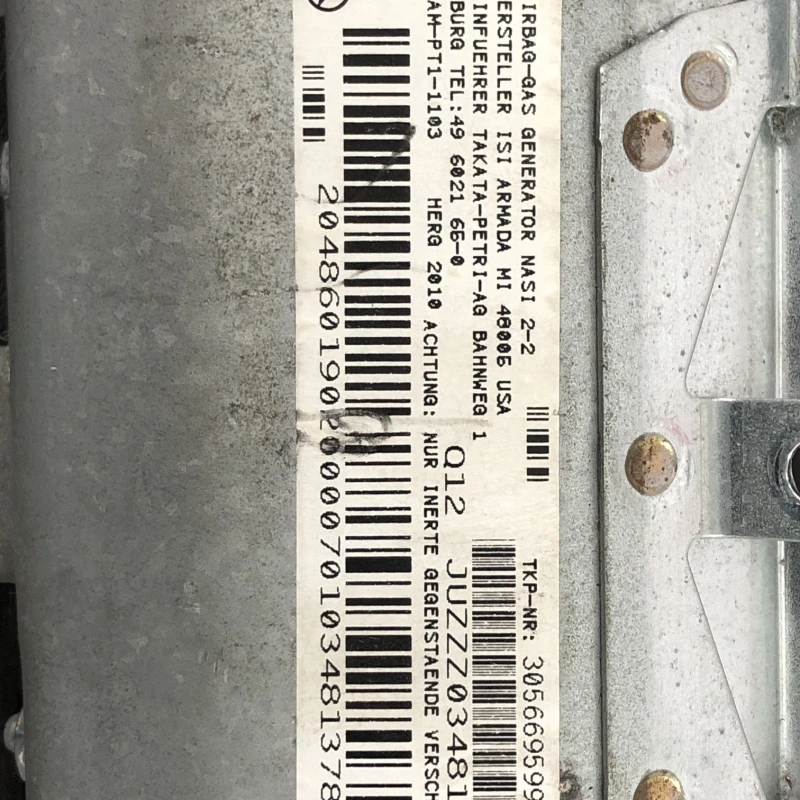 IRBAG-GAS GENERATOR NASI 2-2
ERSTELLER ISI ARMADA MI 48005 USA
INFUEHRER TAKATA-PETRI-AG BAHNWEG 1
BURG TEL:49 6021 65-0
AM-PT1-1103 HERG 2010 ACHTUNG: NUR INERTE GEGENSTAENDE VERSCH
TKP-NR: 305669599
Q12 JUZZZ03481
2048601902000070103481378